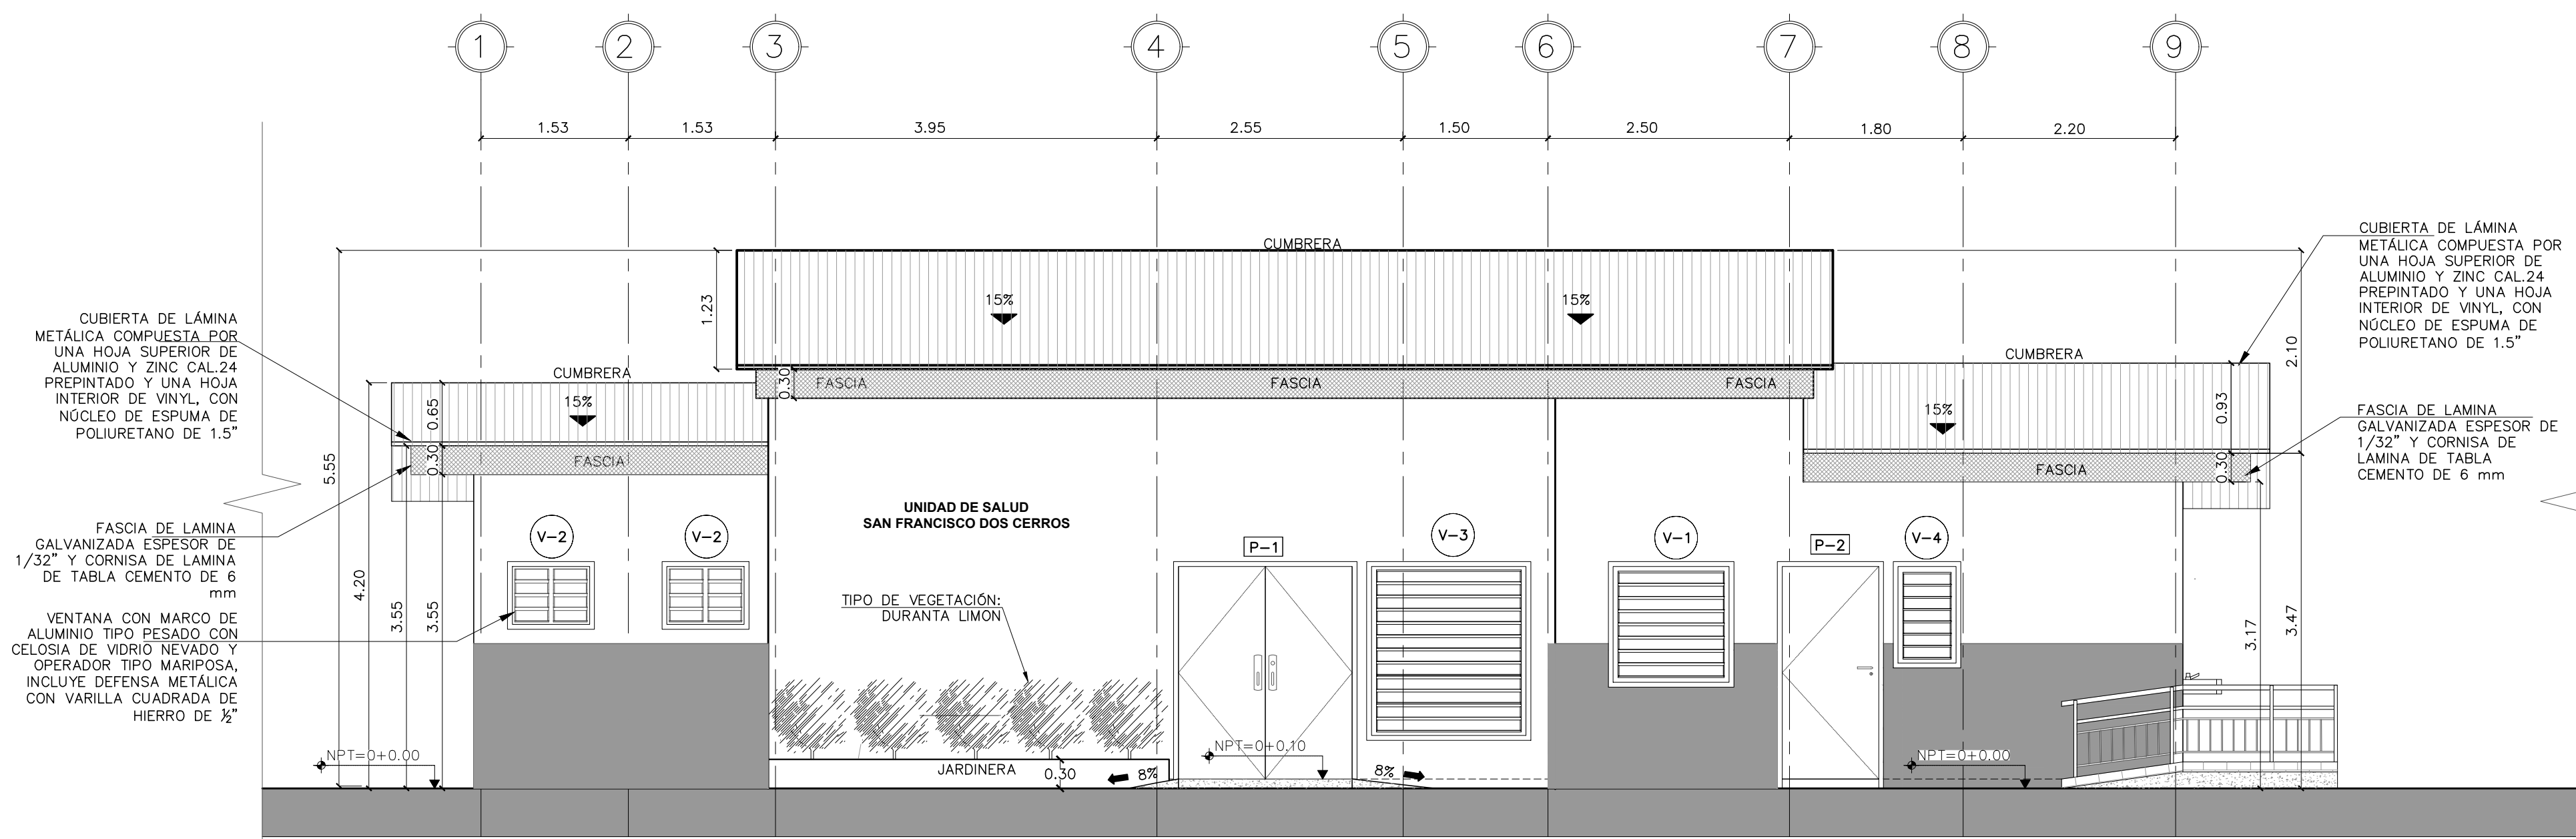 1
2
3
4
5
6
7
8
9
1.53
1.53
3.95
2.55
1.50
2.50
1.80
2.20
CUMBRERA
15%
15%
1.23
0.30
FASCIA
FASCIA
FASCIA
CUBIERTA DE LÁMINA
METÁLICA COMPUESTA POR
UNA HOJA SUPERIOR DE
ALUMINIO Y ZINC CAL.24
PREPINTADO Y UNA HOJA
INTERIOR DE VINYL, CON
NÚCLEO DE ESPUMA DE
POLIURETANO DE 1.5”
FASCIA DE LAMINA
GALVANIZADA ESPESOR DE
1/32” Y CORNISA DE LAMINA
DE TABLA CEMENTO DE 6
mm
VENTANA CON MARCO DE
ALUMINIO TIPO PESADO CON
CELOSIA DE VIDRIO NEVADO Y
OPERADOR TIPO MARIPOSA,
INCLUYE DEFENSA METÁLICA
CON VARILLA CUADRADA DE
HIERRO DE ½”
5.55
4.20
3.55
3.55
0.65
0.30
CUMBRERA
15%
FASCIA
V-2
V-2
NPT=0+0.00
UNIDAD DE SALUD
SAN FRANCISCO DOS CERROS
TIPO DE VEGETACIÓN:
DURANTA LIMON
JARDINERA
0.30
8%
P-1
NPT=0+0.10
8%
V-3
V-1
P-2
V-4
NPT=0+0.00
CUMBRERA
15%
FASCIA
0.93
0.30
2.10
3.17
3.47
CUBIERTA DE LÁMINA
METÁLICA COMPUESTA POR
UNA HOJA SUPERIOR DE
ALUMINIO Y ZINC CAL.24
PREPINTADO Y UNA HOJA
INTERIOR DE VINYL, CON
NÚCLEO DE ESPUMA DE
POLIURETANO DE 1.5”
FASCIA DE LAMINA
GALVANIZADA ESPESOR DE
1/32” Y CORNISA DE
LAMINA DE TABLA
CEMENTO DE 6 mm